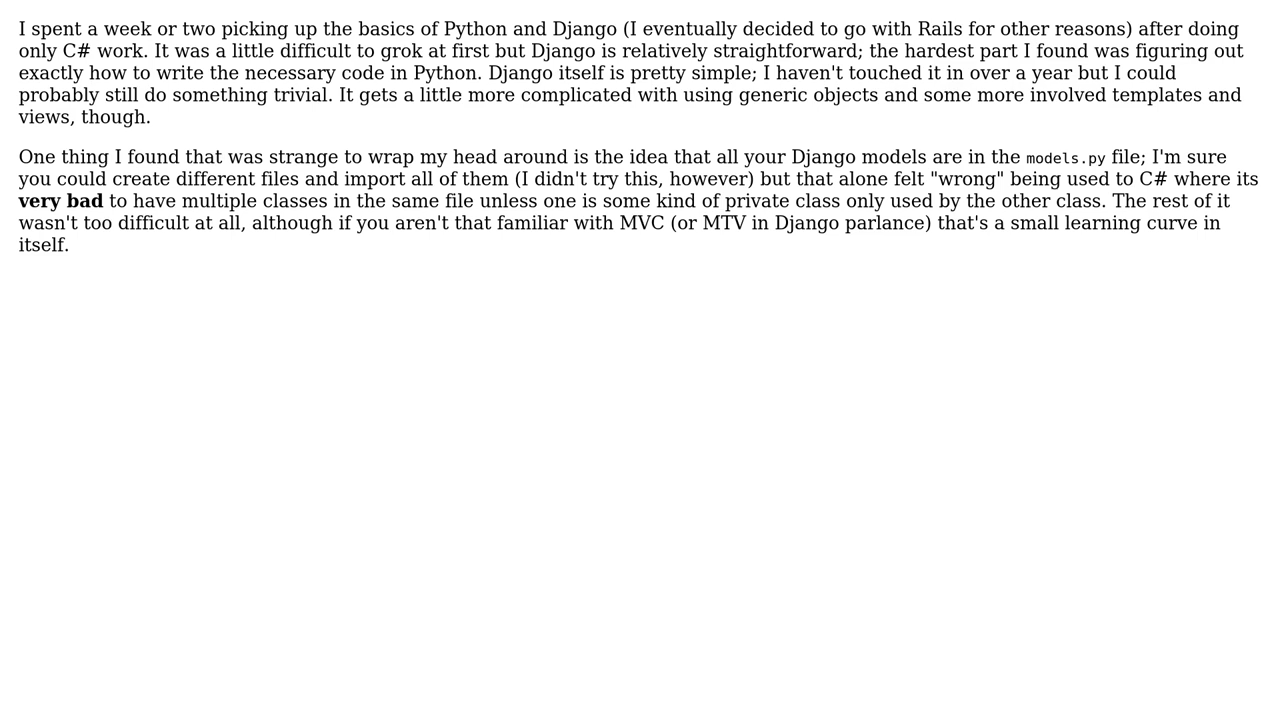 I spent a week or two picking up the basics of Python and Django (I eventually decided to go with Rails for other reasons) after doing
only C# work. It was a little difficult to grok at first but Django is relatively straightforward; the hardest part I found was figuring out
exactly how to write the necessary code in Python. Django itself is pretty simple; I haven't touched it in over a year but I could
probably still do something trivial. It gets a little more complicated with using generic objects and some more involved templates and
views, though.
One thing I found that was strange to wrap my head around is the idea that all your Django models are in the models.py file; I'm sure
you could create different files and import all of them (I didn't try this, however) but that alone felt "wrong" being used to C# where its
very bad to have multiple classes in the same file unless one is some kind of private class only used by the other class. The rest of it
wasn't too difficult at all, although if you aren't that familiar with MVC (or MTV in Django parlance) that's a small learning curve in
itself.